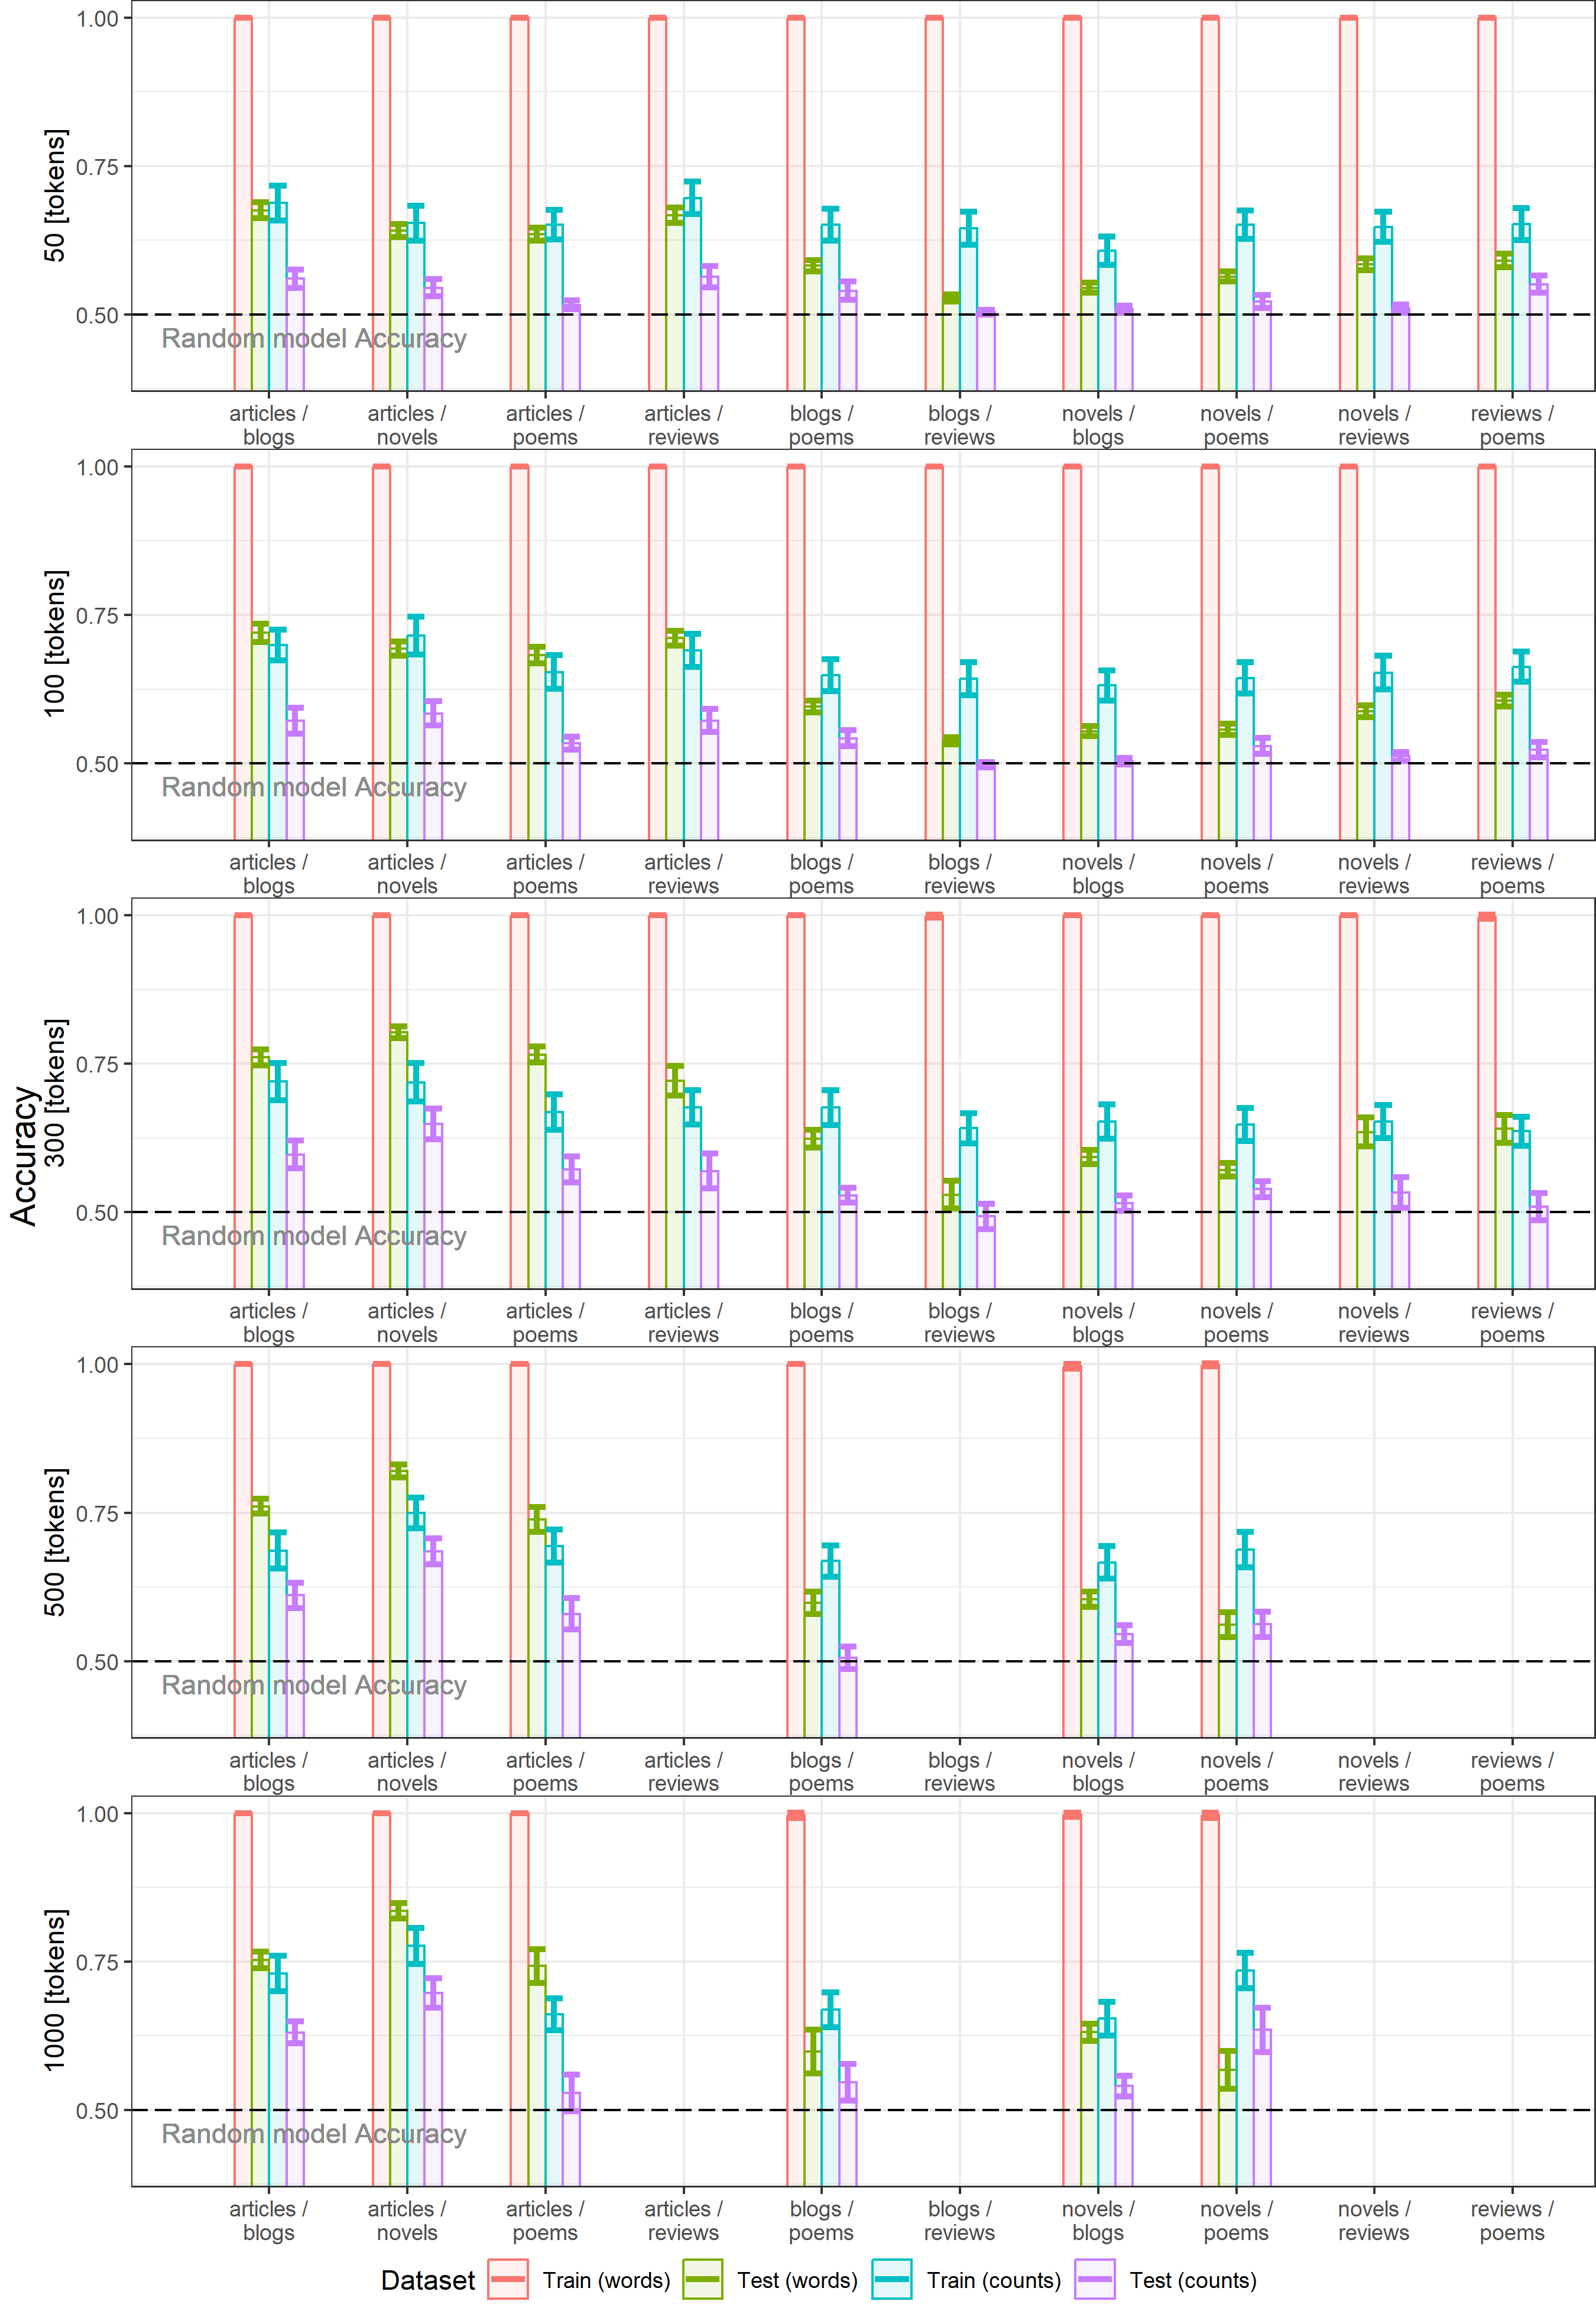 Accuracy
50 [tokens]
1.00
0.75
0.50
Random model Accuracy
articles / articles / articles / articles / blogs / blogs / novels / novels / novels / reviews /
blogs novels poems reviews poems reviews blogs poems reviews poems
100 [tokens]
1.00
0.75
0.50
Random model Accuracy
articles / articles / articles / articles / blogs / blogs / novels / novels / novels / reviews /
blogs novels poems reviews poems reviews blogs poems reviews poems
300 [tokens]
1.00
0.75
0.50
Random model Accuracy
articles / articles / articles / articles / blogs / blogs / novels / novels / novels / reviews /
blogs novels poems reviews poems reviews blogs poems reviews poems
500 [tokens]
1.00
0.75
0.50
Random model Accuracy
articles / articles / articles / articles / blogs / blogs / novels / novels / novels / reviews /
blogs novels poems reviews poems reviews blogs poems reviews poems
1000 [tokens]
1.00
0.75
0.50
Random model Accuracy
articles / articles / articles / articles / blogs / blogs / novels / novels / novels / reviews /
blogs novels poems reviews poems reviews blogs poems reviews poems
Dataset Train (words) Test (words) Train (counts) Test (counts)